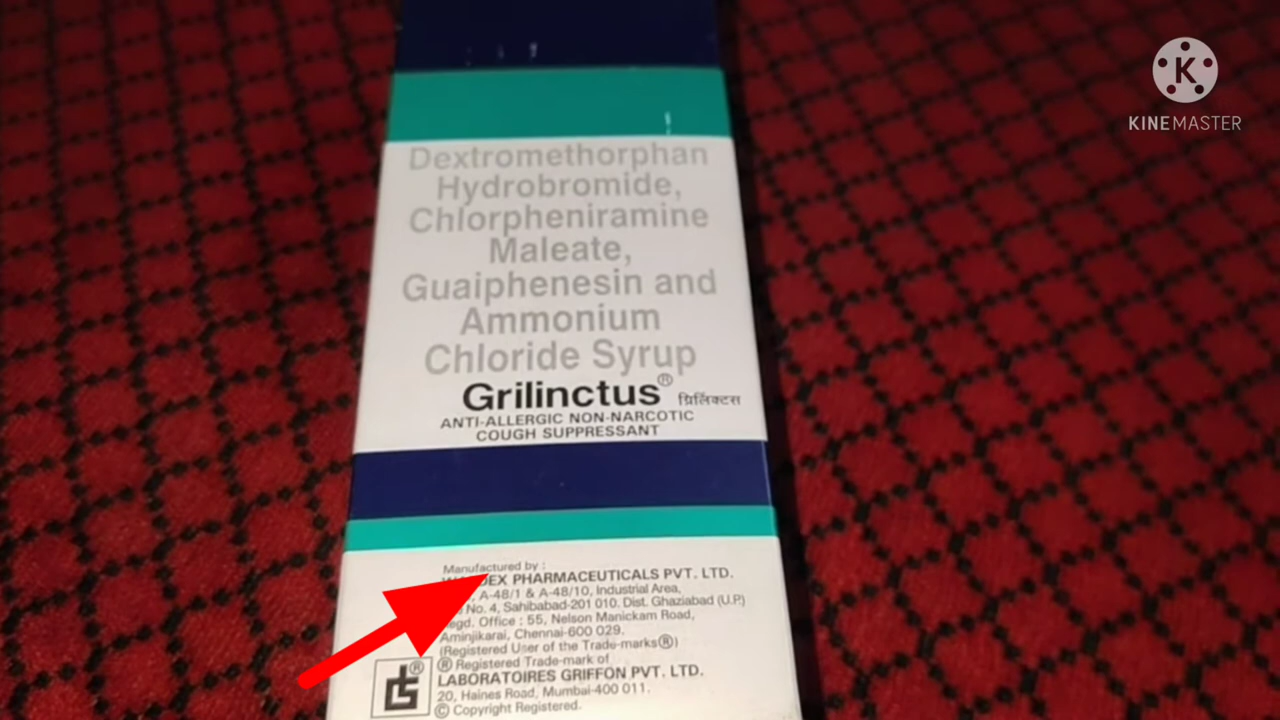 KINEMASTER
Dextromethorphan
Hydrobromide,
Chlorpheniramine
Maleate,
Guaiphenesin and
Ammonium
Chloride Syrup
Grilinctus® ग्रिलिंक्टस
ANTI-ALLERGIC NON-NARCOTIC
COUGH SUPPRESSANT
Manufactured by :
PHARMACEUTICALS PVT. LTD.
A-48/1 & A-48/10, Industrial Area,
No. 4, Sahibabad-201 010. Dist. Ghaziabad (U.P.)
Office : 55, Nelson Manickam Road,
Aminjikarai, Chennai-600 029.
(Registered User of the Trade-marks®)
® Registered Trade-mark of
LABORATOIRES GRIFFON PVT. LTD.
20, Haines Road, Mumbai-400 011.
© Copyright Registered.